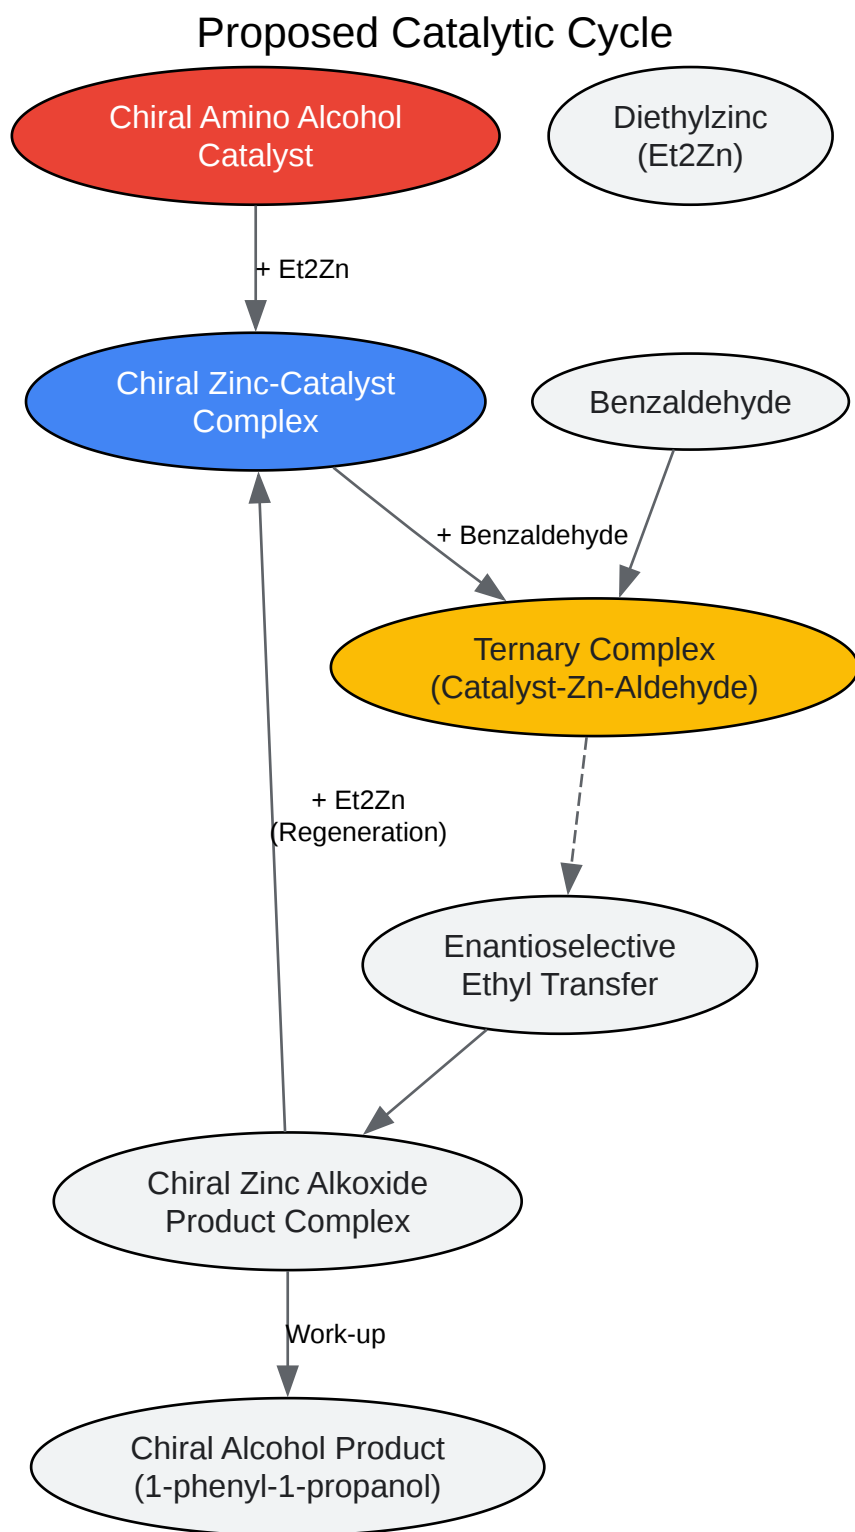 Proposed Catalytic Cycle
Chiral Amino Alcohol
Catalyst
Diethylzinc
(Et2Zn)
+ Et2Zn
Chiral Zinc-Catalyst
Complex
Benzaldehyde
+ Benzaldehyde
Ternary Complex
(Catalyst-Zn-Aldehyde)
+ Et2Zn
(Regeneration)
Enantioselective
Ethyl Transfer
Chiral Zinc Alkoxide
Product Complex
Work-up
Chiral Alcohol Product
(1-phenyl-1-propanol)